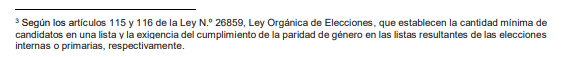 ³ Según los artículos 115 y 116 de la Ley N.º 26859, Ley Orgánica de Elecciones, que establecen la cantidad mínima de
candidatos en una lista y la exigencia del cumplimiento de la paridad de género en las listas resultantes de las elecciones
internas o primarias, respectivamente.